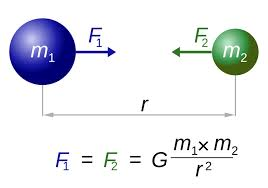 F₁ F₂
m₁ m₂
r
F₁ = F₂ = G m₁ × m₂ / r²